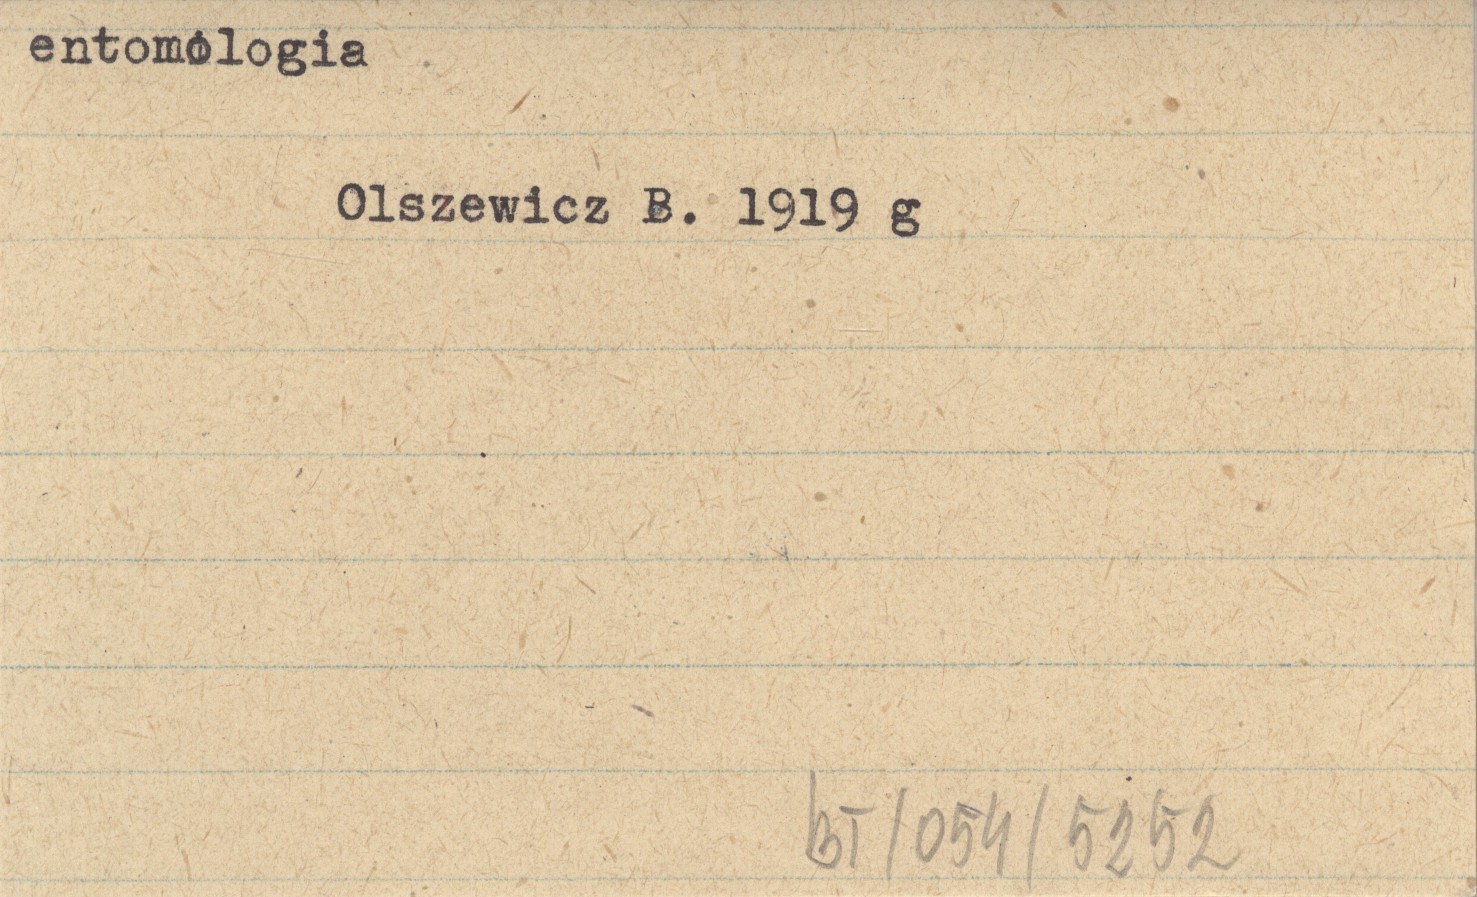 entomologia
Olszewicz B. 1919 g
BT/054/5252